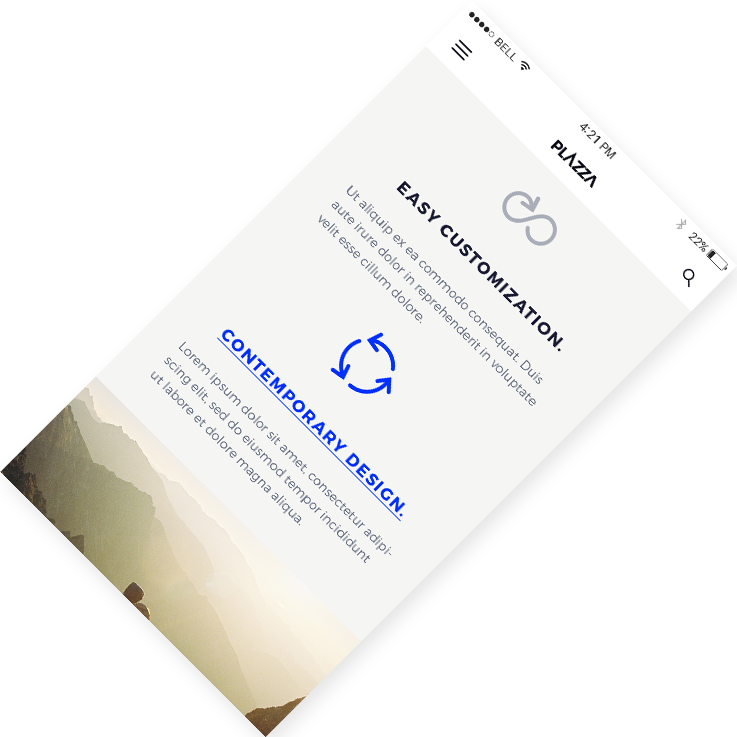 BELL
4:21 PM
22%
PLAZZA
EASY CUSTOMIZATION.
Ut aliquip ex ea commodo consequat. Duis
aute irure dolor in reprehenderit in voluptate
velit esse cillum dolore.
CONTEMPORARY DESIGN.
Lorem ipsum dolor sit amet, consectetur adipi-
scing elit, sed do eiusmod tempor incididunt
ut labore et dolore magna aliqua.